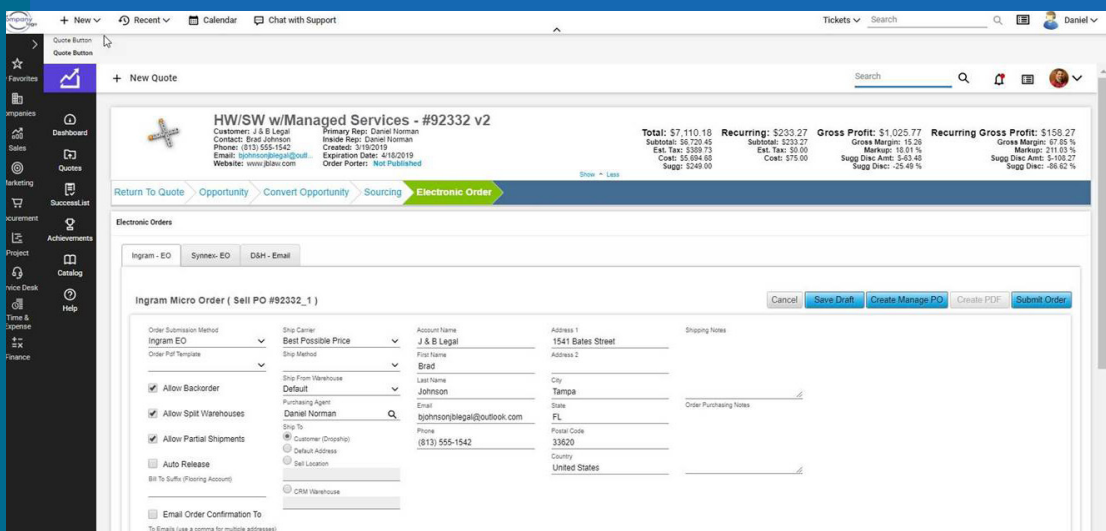 + New
Recent
Calendar
Chat with Support
Tickets
Search
Daniel
Quote Button
Quote Button
Favorites
Sales
Project
Time &
Finance
Dashboard
Quotes
SuccessList
Achievements
Catalog
Help
+ New Quote
Search
HW/SW w/Managed Services - #92332 v2
Customer: J & B Legal
Contact: Brad Johnson
Phone: (813) 555-1542
Email: bjohnsonjblegal@outl...
Website: www.jblaw.com
Primary Rep: Daniel Norman
Inside Rep: Daniel Norman
Created: 3/19/2019
Expiration Date: 4/18/2019
Order Porter: Not Published
Total: $7,110.18
Subtotal: $6,720.45
Est. Tax: $389.73
Cost: $5,694.68
Sugg: $249.00
Recurring: $233.27
Subtotal: $233.27
Est. Tax: $0.00
Cost: $75.00
Gross Profit: $1,025.77
Gross Margin: 15.26
Markup: 18.01 %
Sugg Disc Amt: $-63.48
Sugg Disc: -25.49 %
Recurring Gross Profit: $158.27
Gross Margin: 67.85 %
Markup: 211.03 %
Sugg Disc Amt: $-108.27
Sugg Disc: -86.62 %
Show
Less
Return To Quote
Opportunity
Convert Opportunity
Sourcing
Electronic Order
Electronic Orders
Ingram - EO
Synnex- EO
D&H - Email
Ingram Micro Order ( Sell PO #92332_1 )
Cancel
Save Draft
Create Manage PO
Create PDF
Submit Order
Order Submission Method
Ingram EO
Order Pdf Template
Allow Backorder
Allow Split Warehouses
Allow Partial Shipments
Auto Release
Bill To Suffix (Flooring Account)
Email Order Confirmation To
To Emails (use a comma for multiple addresses)
Ship Carrier
Best Possible Price
Ship Method
Ship From Warehouse
Default
Purchasing Agent
Daniel Norman
Ship To
Customer (Dropship)
Default Address
Sell Location
CRM Warehouse
Account Name
J & B Legal
First Name
Brad
Last Name
Johnson
Email
bjohnsonjblegal@outlook.com
Phone
(813) 555-1542
Address 1
1541 Bates Street
Address 2
City
Tampa
State
FL
Postal Code
33620
Country
United States
Shipping Notes
Order Purchasing Notes